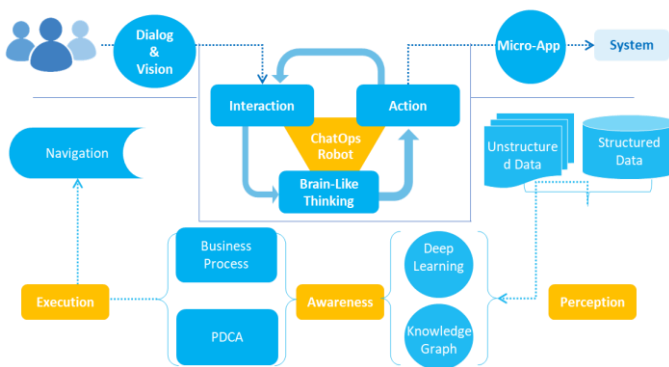 Dialog
&
Vision
Micro-App
System
Interaction
Action
ChatOps
Robot
Brain-Like
Thinking
Navigation
Unstructure
d Data
Structured
Data
Business
Process
Deep
Learning
Execution
Awareness
Perception
PDCA
Knowledge
Graph